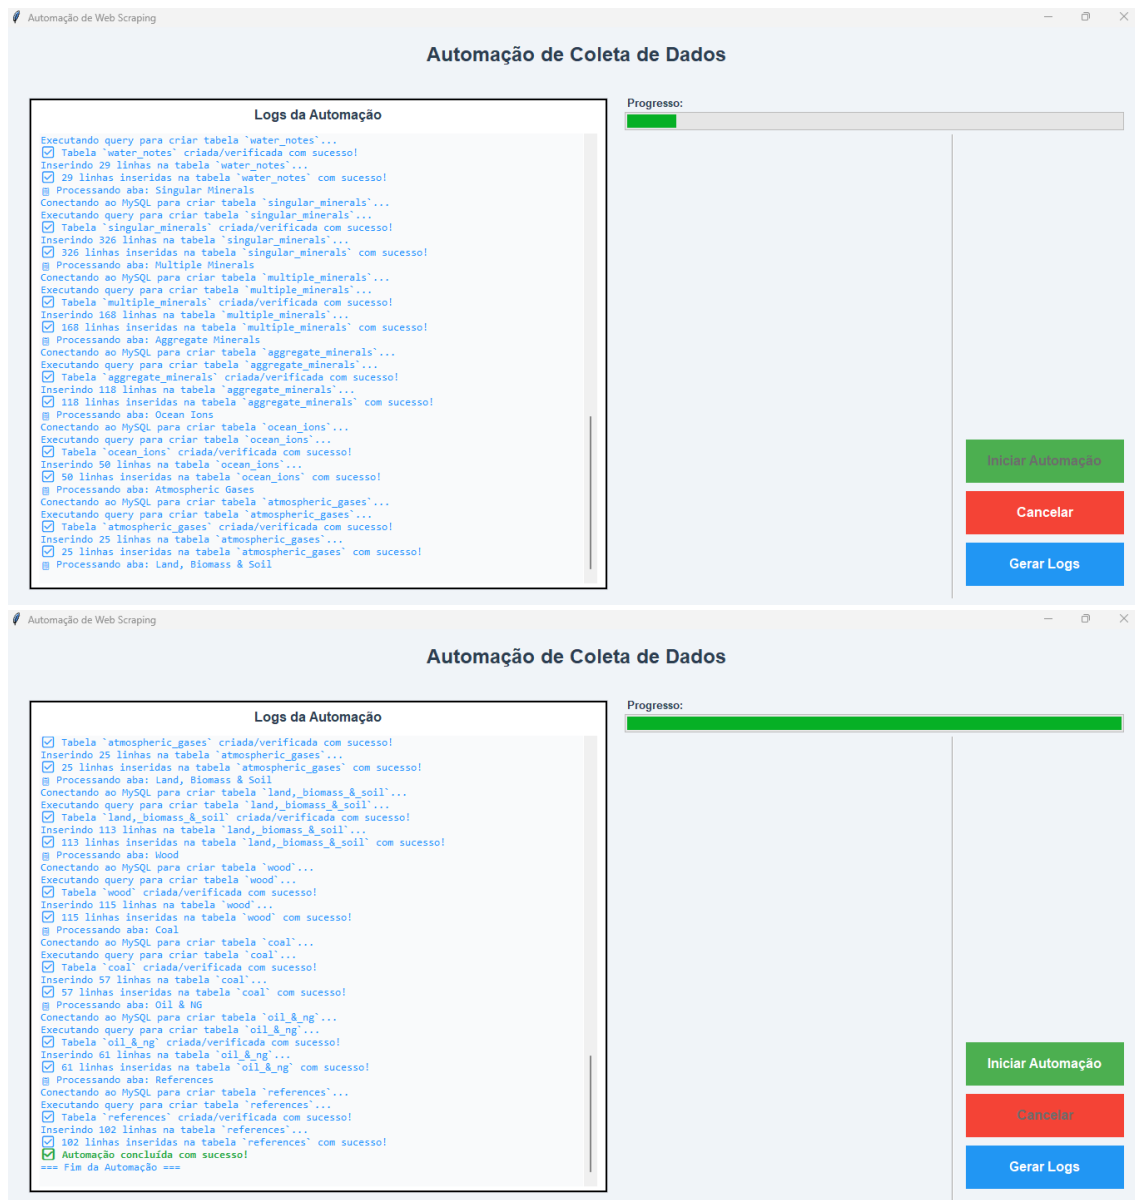 Automação de Web Scraping
Automação de Coleta de Dados
Logs da Automação
Executando query para criar tabela `water_notes`...
Tabela `water_notes` criada/verificada com sucesso!
Inserindo 29 linhas na tabela `water_notes`...
29 linhas inseridas na tabela `water_notes` com sucesso!
Processando aba: Singular Minerals
Conectando ao MySQL para criar tabela `singular_minerals`...
Executando query para criar tabela `singular_minerals`...
Tabela `singular_minerals` criada/verificada com sucesso!
Inserindo 326 linhas na tabela `singular_minerals`...
326 linhas inseridas na tabela `singular_minerals` com sucesso!
Processando aba: Multiple Minerals
Conectando ao MySQL para criar tabela `multiple_minerals`...
Executando query para criar tabela `multiple_minerals`...
Tabela `multiple_minerals` criada/verificada com sucesso!
Inserindo 168 linhas na tabela `multiple_minerals`...
168 linhas inseridas na tabela `multiple_minerals` com sucesso!
Processando aba: Aggregate Minerals
Conectando ao MySQL para criar tabela `aggregate_minerals`...
Executando query para criar tabela `aggregate_minerals`...
Tabela `aggregate_minerals` criada/verificada com sucesso!
Inserindo 118 linhas na tabela `aggregate_minerals`...
118 linhas inseridas na tabela `aggregate_minerals` com sucesso!
Processando aba: Ocean Ions
Conectando ao MySQL para criar tabela `ocean_ions`...
Executando query para criar tabela `ocean_ions`...
Tabela `ocean_ions` criada/verificada com sucesso!
Inserindo 50 linhas na tabela `ocean_ions`...
50 linhas inseridas na tabela `ocean_ions` com sucesso!
Processando aba: Atmospheric Gases
Conectando ao MySQL para criar tabela `atmospheric_gases`...
Executando query para criar tabela `atmospheric_gases`...
Tabela `atmospheric_gases` criada/verificada com sucesso!
Inserindo 25 linhas na tabela `atmospheric_gases`...
25 linhas inseridas na tabela `atmospheric_gases` com sucesso!
Processando aba: Land, Biomass & Soil
Progresso:
Iniciar Automação
Cancelar
Gerar Logs
Automação de Web Scraping
Automação de Coleta de Dados
Logs da Automação
Tabela `atmospheric_gases` criada/verificada com sucesso!
Inserindo 25 linhas na tabela `atmospheric_gases`...
25 linhas inseridas na tabela `atmospheric_gases` com sucesso!
Processando aba: Land, Biomass & Soil
Conectando ao MySQL para criar tabela `land,_biomass_&_soil`...
Executando query para criar tabela `land,_biomass_&_soil`...
Tabela `land,_biomass_&_soil` criada/verificada com sucesso!
Inserindo 113 linhas na tabela `land,_biomass_&_soil`...
113 linhas inseridas na tabela `land,_biomass_&_soil` com sucesso!
Processando aba: Wood
Conectando ao MySQL para criar tabela `wood`...
Executando query para criar tabela `wood`...
Tabela `wood` criada/verificada com sucesso!
Inserindo 115 linhas na tabela `wood`...
115 linhas inseridas na tabela `wood` com sucesso!
Processando aba: Coal
Conectando ao MySQL para criar tabela `coal`...
Executando query para criar tabela `coal`...
Tabela `coal` criada/verificada com sucesso!
Inserindo 57 linhas na tabela `coal`...
57 linhas inseridas na tabela `coal` com sucesso!
Processando aba: Oil & NG
Conectando ao MySQL para criar tabela `oil_&_ng`...
Executando query para criar tabela `oil_&_ng`...
Tabela `oil_&_ng` criada/verificada com sucesso!
Inserindo 61 linhas na tabela `oil_&_ng`...
61 linhas inseridas na tabela `oil_&_ng` com sucesso!
Processando aba: References
Conectando ao MySQL para criar tabela `references`...
Executando query para criar tabela `references`...
Tabela `references` criada/verificada com sucesso!
Inserindo 102 linhas na tabela `references`...
102 linhas inseridas na tabela `references` com sucesso!
Automação concluída com sucesso!
=== Fim da Automação ===
Progresso:
Iniciar Automação
Cancelar
Gerar Logs